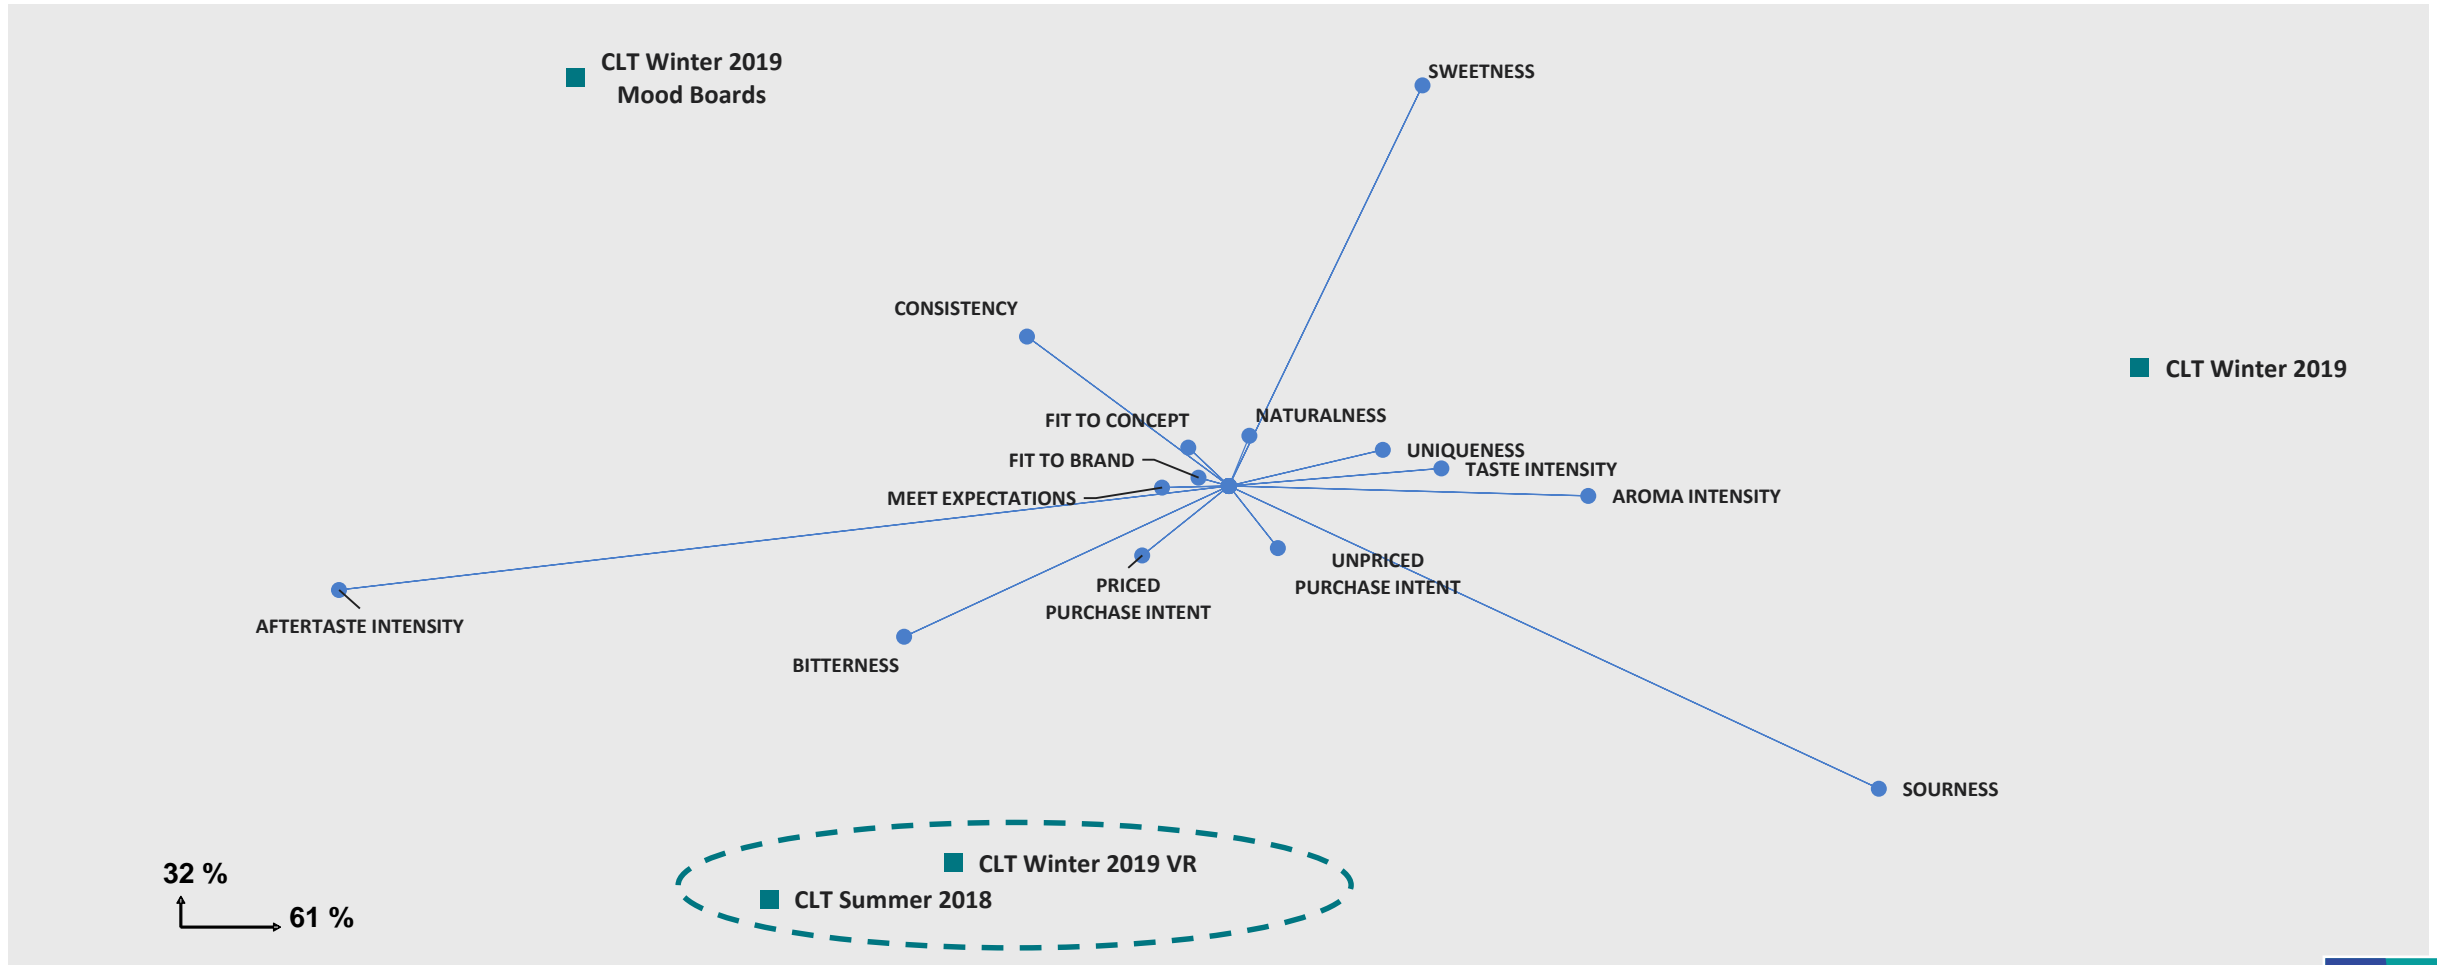 CLT Winter 2019
Mood Boards
SWEETNESS
CONSISTENCY
CLT Winter 2019
FIT TO CONCEPT
NATURALNESS
FIT TO BRAND
UNIQUENESS
TASTE INTENSITY
MEET EXPECTATIONS
AROMA INTENSITY
UNPRICED
PURCHASE INTENT
PRICED
PURCHASE INTENT
AFTERTASTE INTENSITY
BITTERNESS
SOURNESS
CLT Winter 2019 VR
CLT Summer 2018
32 %
61 %